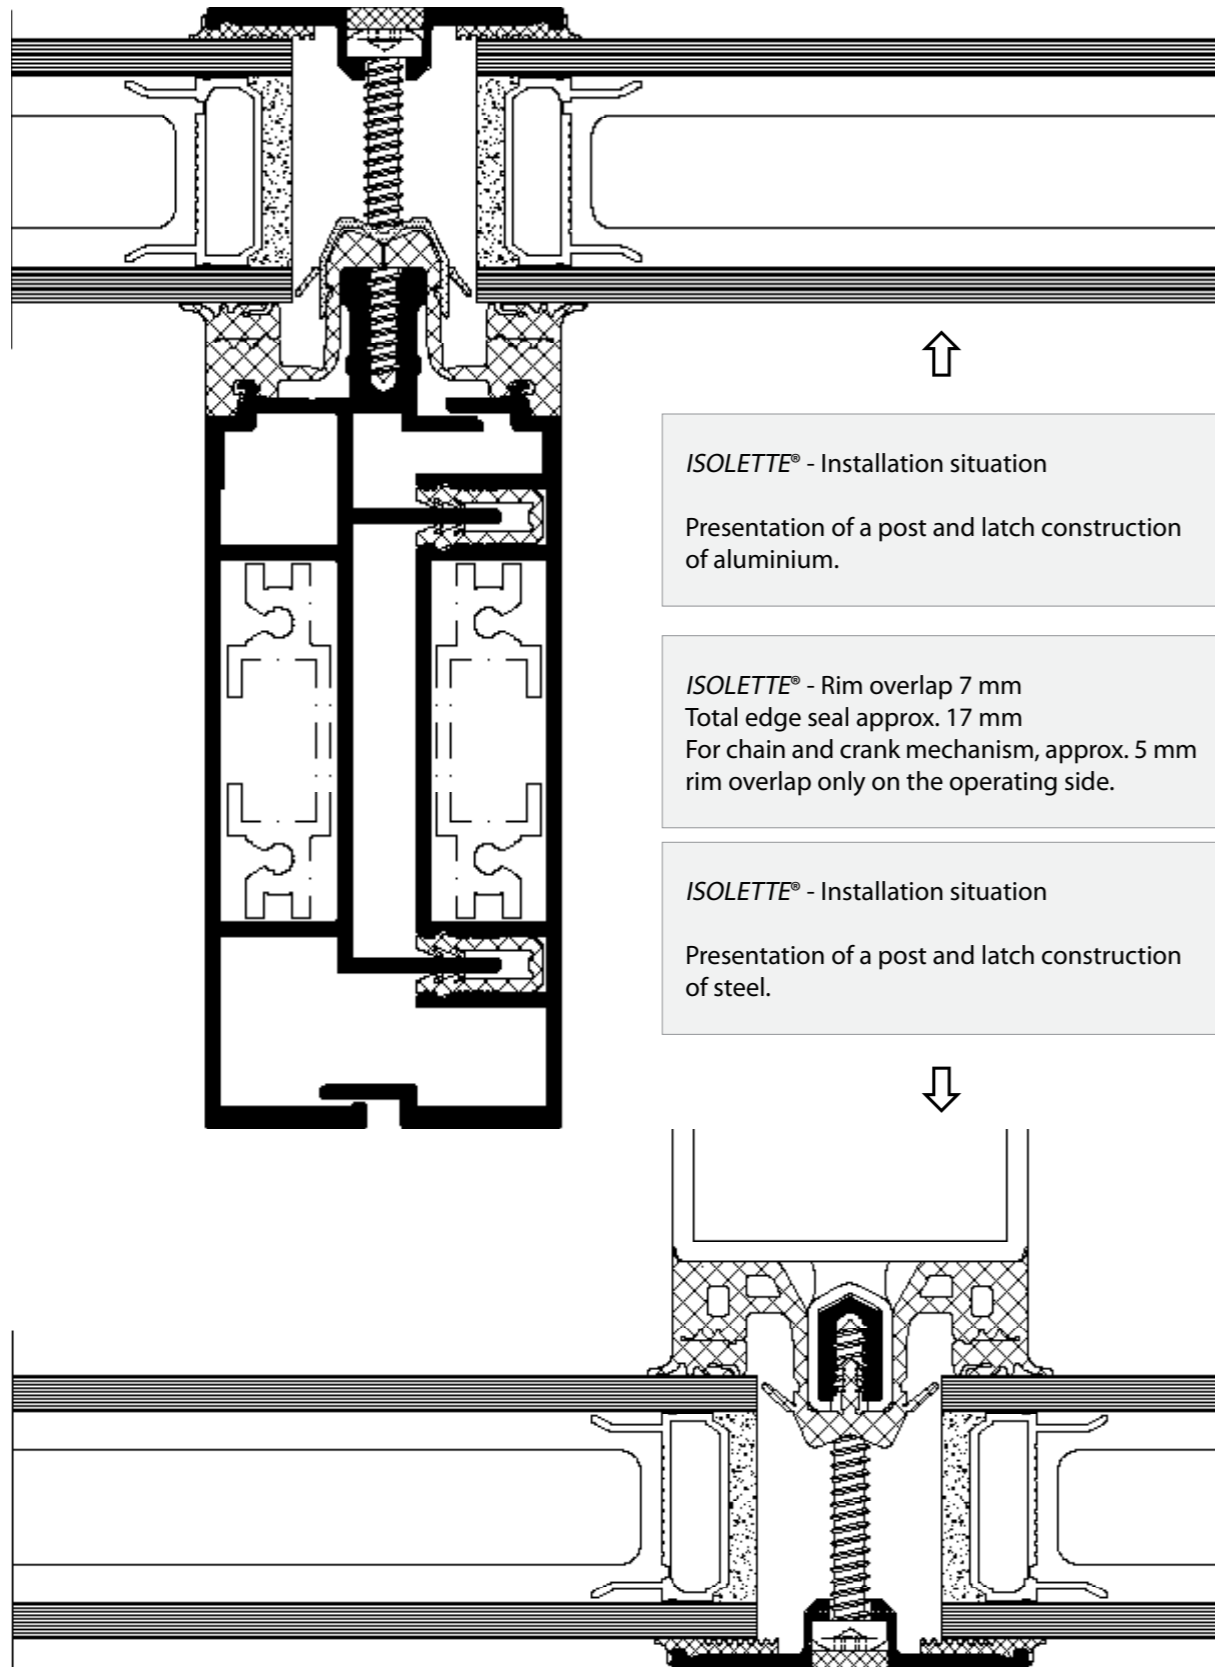 ISOLETTE® - Installation situation
Presentation of a post and latch construction
of aluminium.
ISOLETTE® - Rim overlap 7 mm
Total edge seal approx. 17 mm
For chain and crank mechanism, approx. 5 mm
rim overlap only on the operating side.
ISOLETTE® - Installation situation
Presentation of a post and latch construction
of steel.